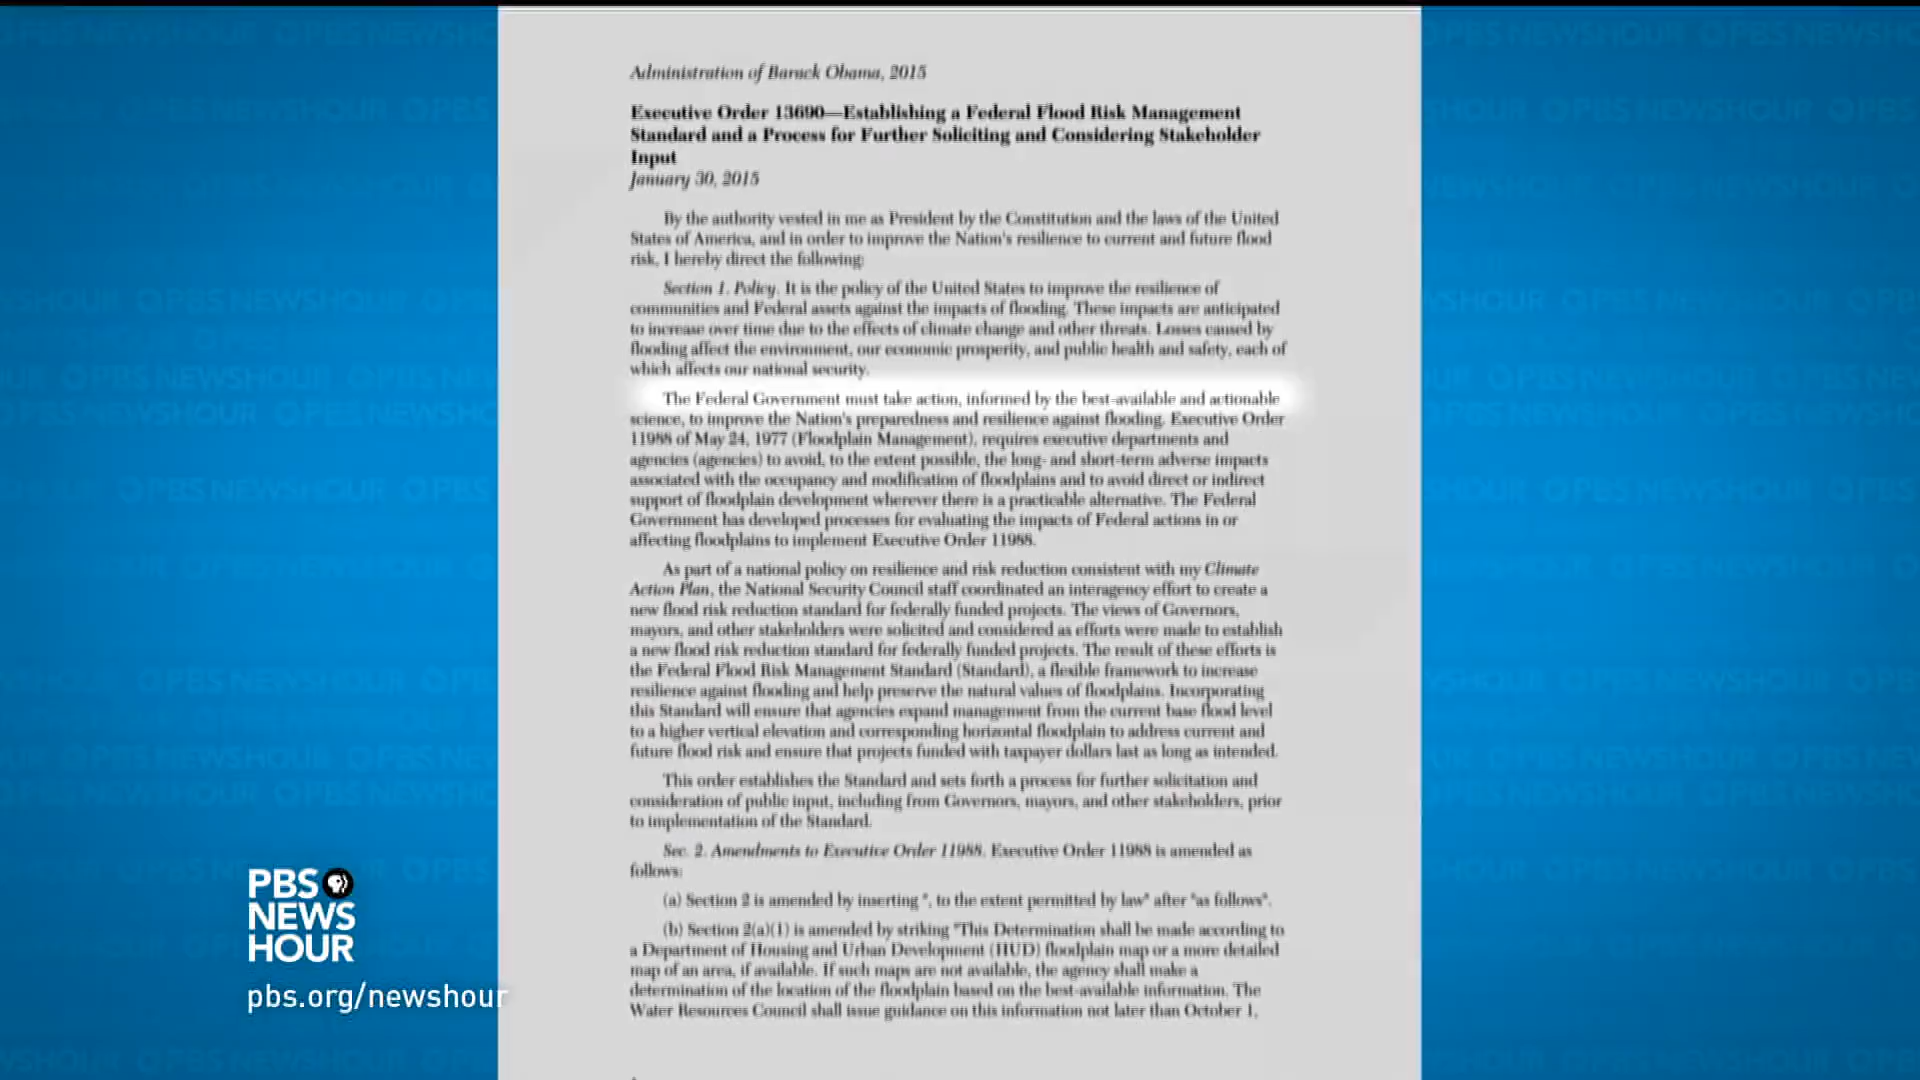 Administration of Barack Obama, 2015
Executive Order 13690—Establishing a Federal Flood Risk Management
Standard and a Process for Further Soliciting and Considering Stakeholder
Input
January 30, 2015
By the authority vested in me as President by the Constitution and the laws of the United
States of America, and in order to improve the Nation's resilience to current and future flood
risk, I hereby direct the following:
Section 1. Policy. It is the policy of the United States to improve the resilience of
communities and Federal assets against the impacts of flooding. These impacts are anticipated
to increase over time due to the effects of climate change and other threats. Losses caused by
flooding affect the environment, our economic prosperity, and public health and safety, each of
which affects our national security.
The Federal Government must take action, informed by the best-available and actionable
science, to improve the Nation's preparedness and resilience against flooding. Executive Order
11988 of May 24, 1977 (Floodplain Management), requires executive departments and
agencies (agencies) to avoid, to the extent possible, the long- and short-term adverse impacts
associated with the occupancy and modification of floodplains and to avoid direct or indirect
support of floodplain development wherever there is a practicable alternative. The Federal
Government has developed processes for evaluating the impacts of Federal actions in or
affecting floodplains to implement Executive Order 11988.
As part of a national policy on resilience and risk reduction consistent with my Climate
Action Plan, the National Security Council staff coordinated an interagency effort to create a
new flood risk reduction standard for federally funded projects. The views of Governors,
mayors, and other stakeholders were solicited and considered as efforts were made to establish
a new flood risk reduction standard for federally funded projects. The result of these efforts is
the Federal Flood Risk Management Standard (Standard), a flexible framework to increase
resilience against flooding and help preserve the natural values of floodplains. Incorporating
this Standard will ensure that agencies expand management from the current base flood level
to a higher vertical elevation and corresponding horizontal floodplain to address current and
future flood risk and ensure that projects funded with taxpayer dollars last as long as intended.
This order establishes the Standard and sets forth a process for further solicitation and
consideration of public input, including from Governors, mayors, and other stakeholders, prior
to implementation of the Standard.
Sec. 2. Amendments to Executive Order 11988. Executive Order 11988 is amended as
follows:
(a) Section 2 is amended by inserting ", to the extent permitted by law" after "as follows".
(b) Section 2(a)(1) is amended by striking "This Determination shall be made according to
a Department of Housing and Urban Development (HUD) floodplain map or a more detailed
map of an area, if available. If such maps are not available, the agency shall make a
determination of the location of the floodplain based on the best-available information. The
Water Resources Council shall issue guidance on this information not later than October 1,
PBS
NEWS
HOUR
pbs.org/newshour